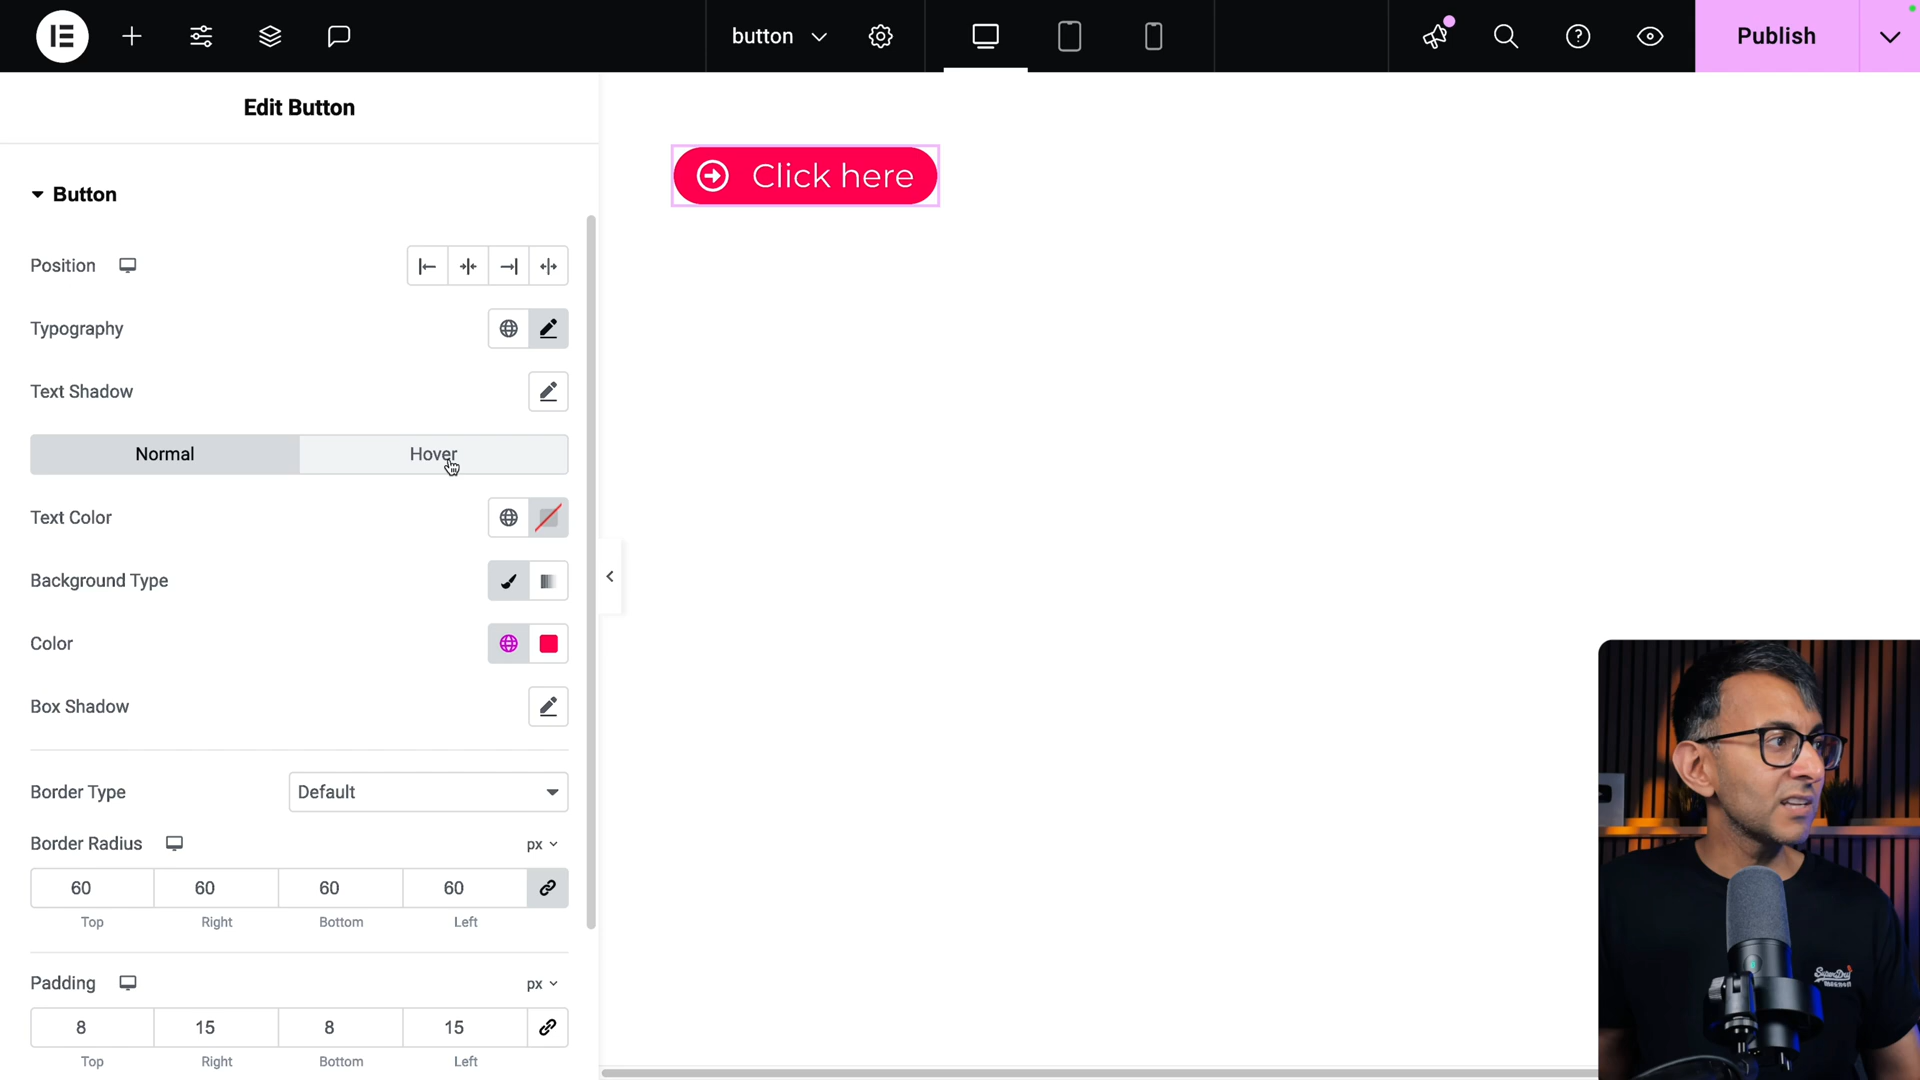 button
Publish
Edit Button
Click here
Button
Position
Typography
Text Shadow
Normal Hover
Text Color
Background Type
Color
Box Shadow
Border Type Default
Border Radius px
60 60 60 60
Top Right Bottom Left
Padding px
8 15 8 15
Top Right Bottom Left
SuperDry